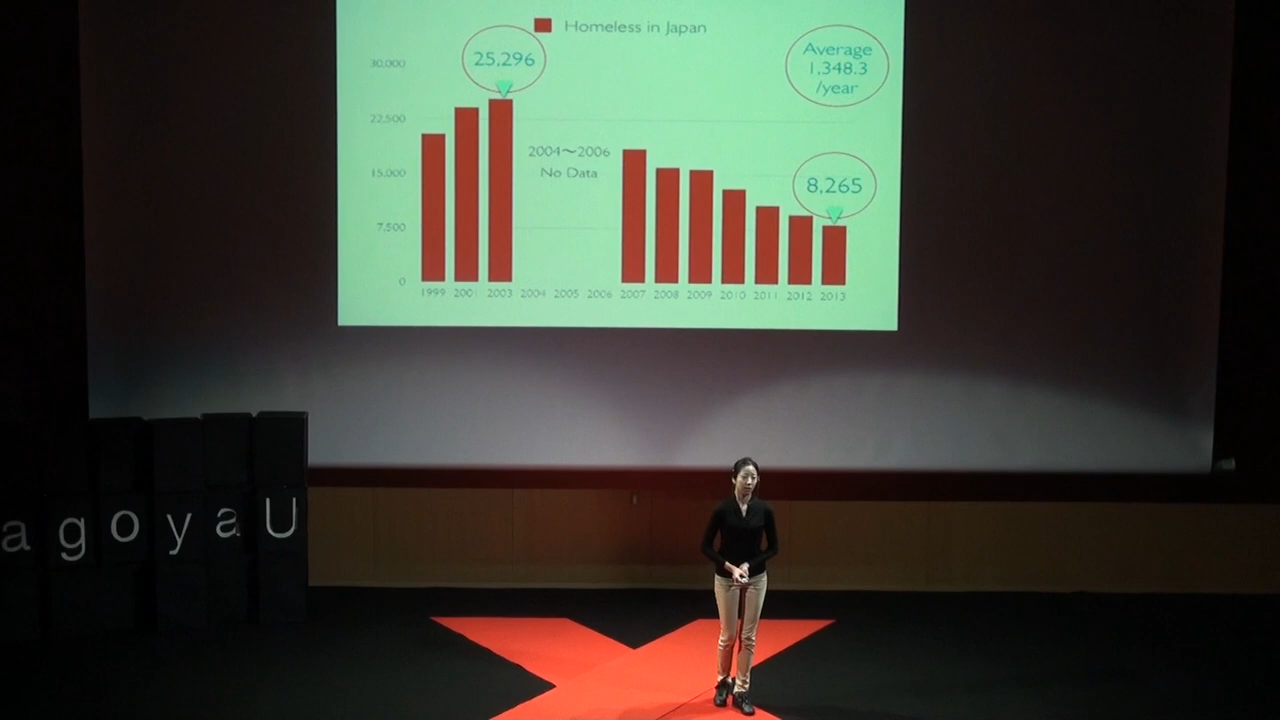 Homeless in Japan
25,296
Average
1,348.3
/year
30,000
22,500
2004～2006
No Data
15,000
8,265
7,500
0
1999 2001 2003 2004 2005 2006 2007 2008 2009 2010 2011 2012 2013
agoyaU